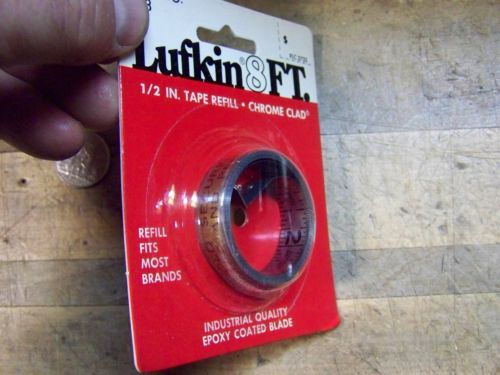 Lufkin® 8 FT.
1/2 IN. TAPE REFILL • CHROME CLAD®
REFILL
FITS
MOST
BRANDS
2
INDUSTRIAL QUALITY
EPOXY COATED BLADE
$